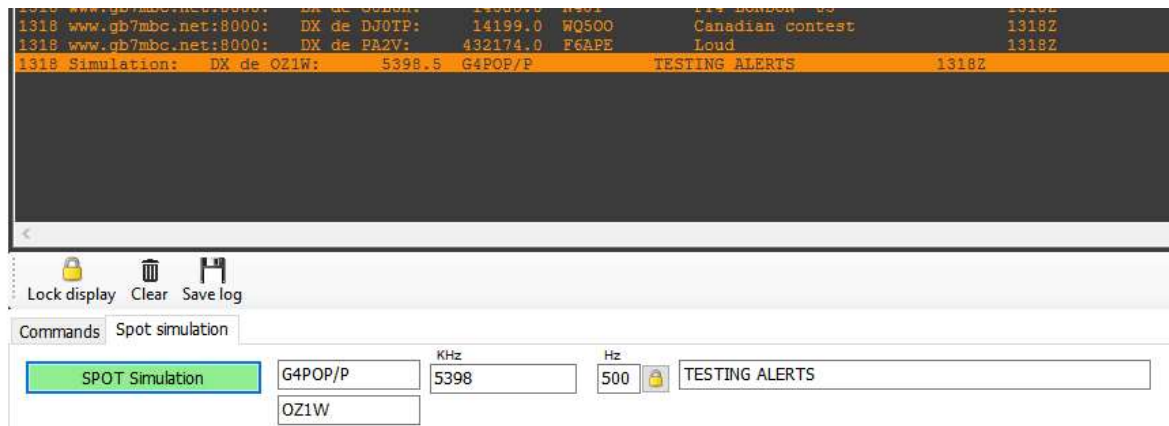 1318 www.gb7mbc.net:8000: DX de DJ0TP: 14199.0 WQ5OO Canadian contest 1318Z
1318 www.gb7mbc.net:8000: DX de PA2V: 432174.0 F6APE Loud 1318Z
1318 Simulation: DX de OZ1W: 5398.5 G4POP/P TESTING ALERTS 1318Z
Lock display Clear Save log
Commands Spot simulation
KHz Hz
SPOT Simulation G4POP/P 5398 500 TESTING ALERTS
OZ1W